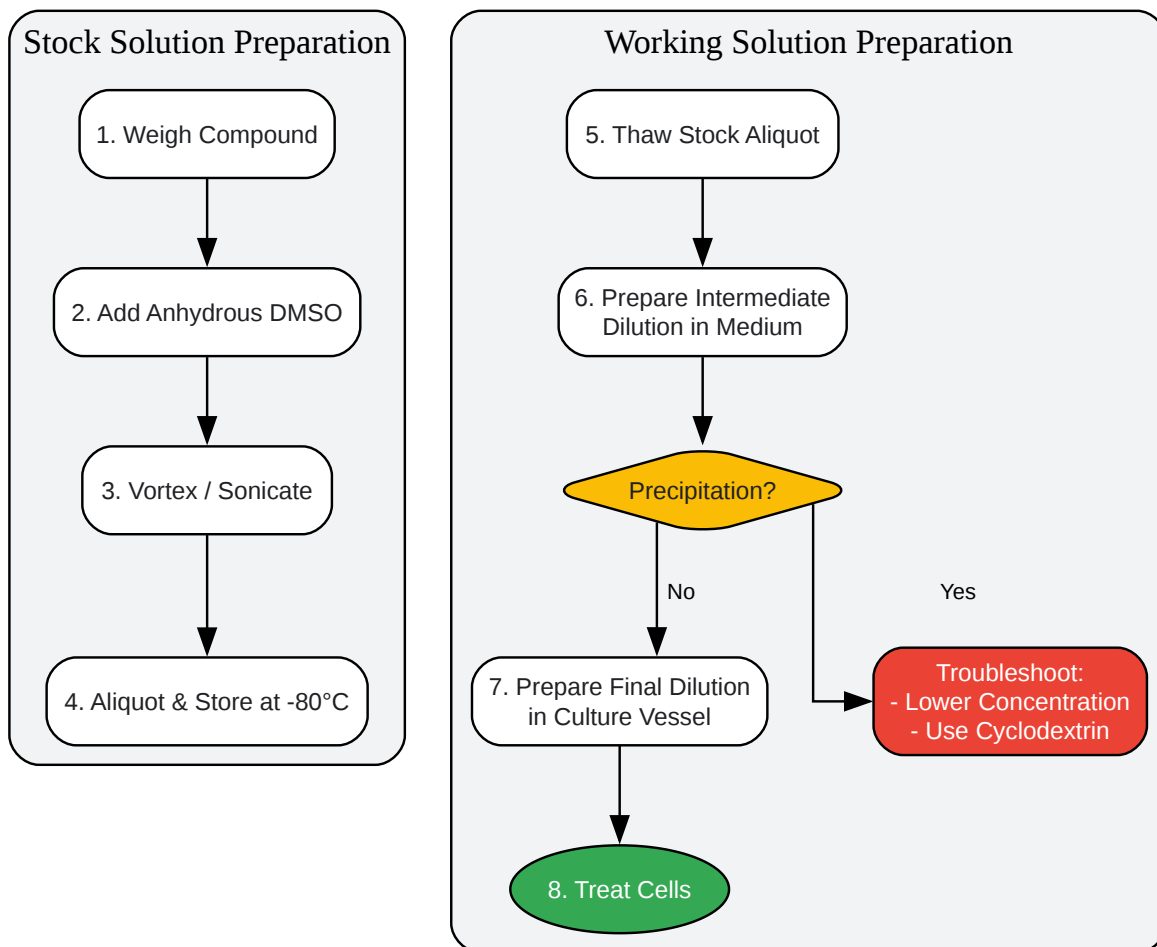 Stock Solution Preparation
1. Weigh Compound
2. Add Anhydrous DMSO
3. Vortex / Sonicate
4. Aliquot & Store at -80°C
Working Solution Preparation
5. Thaw Stock Aliquot
6. Prepare Intermediate
Dilution in Medium
Precipitation?
No
Yes
7. Prepare Final Dilution
in Culture Vessel
Troubleshoot:
- Lower Concentration
- Use Cyclodextrin
8. Treat Cells